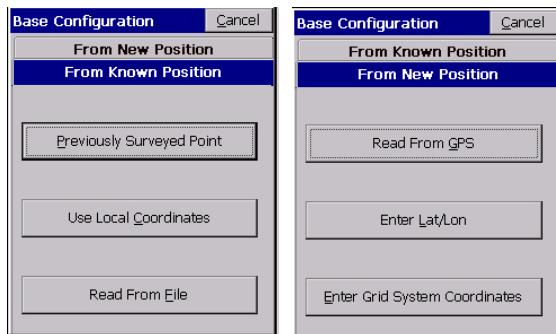 Base Configuration Cancel
From New Position
From Known Position
Previously Surveyed Point
Use Local Coordinates
Read From File
Base Configuration Cancel
From Known Position
From New Position
Read From GPS
Enter Lat/Lon
Enter Grid System Coordinates